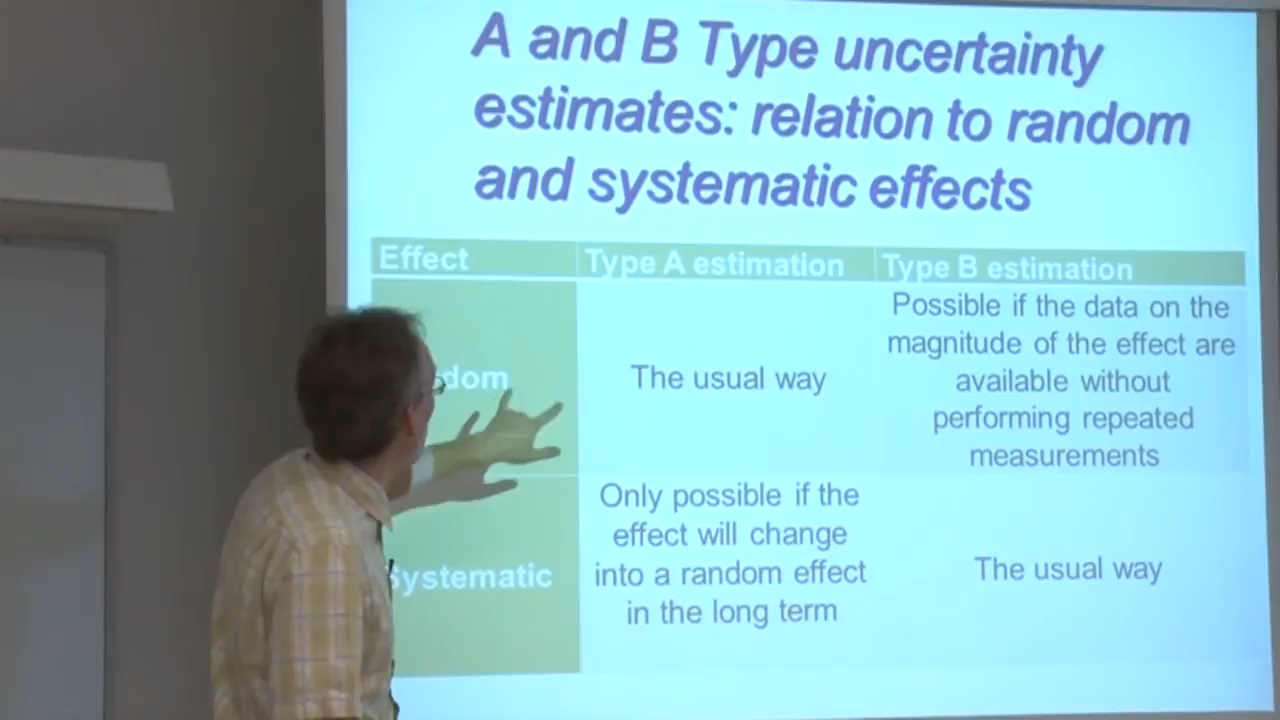 A and B Type uncertainty
estimates: relation to random
and systematic effects
Effect
Type A estimation
Type B estimation
dom
The usual way
Possible if the data on the
magnitude of the effect are
available without
performing repeated
measurements
Systematic
Only possible if the
effect will change
into a random effect
in the long term
The usual way